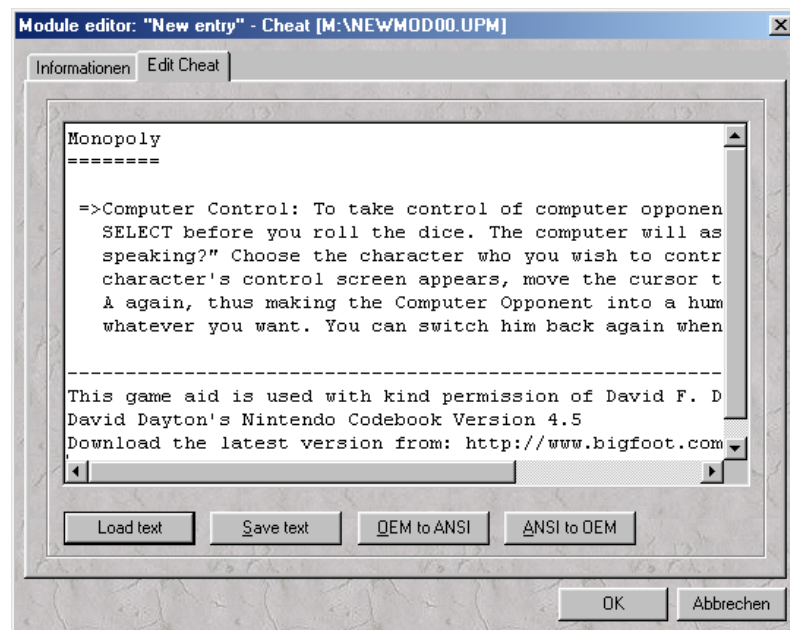 Module editor: "New entry" - Cheat [M:\NEWMOD00.UPM]
Informationen Edit Cheat
Monopoly
========
=>Computer Control: To take control of computer opponen
SELECT before you roll the dice. The computer will as
speaking?" Choose the character who you wish to contr
character's control screen appears, move the cursor t
A again, thus making the Computer Opponent into a hum
whatever you want. You can switch him back again when
---------------------------------------------------------
This game aid is used with kind permission of David F. D
David Dayton's Nintendo Codebook Version 4.5
Download the latest version from: http://www.bigfoot.com
Load text Save text OEM to ANSI ANSI to OEM
OK Abbrechen